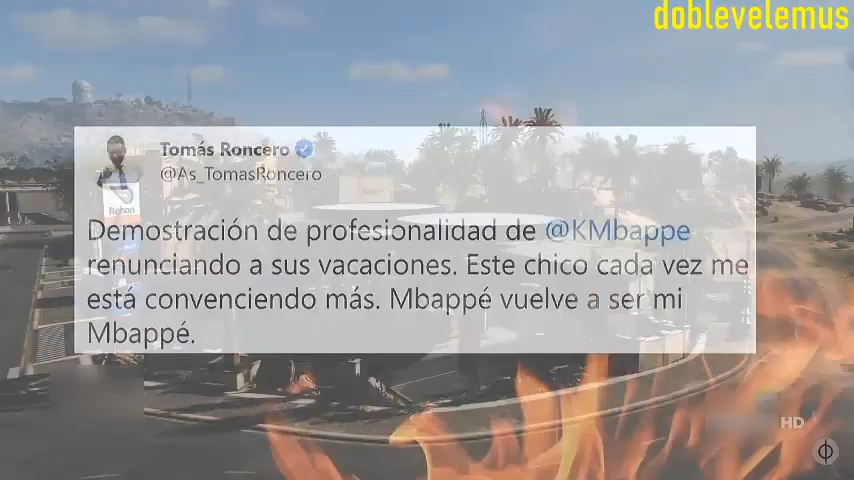 doblevelemus
Tomás Roncero
@As_TomasRoncero
Demostración de profesionalidad de @KMbappe
renunciando a sus vacaciones. Este chico cada vez me
está convenciendo más. Mbappé vuelve a ser mi
Mbappé.
HD